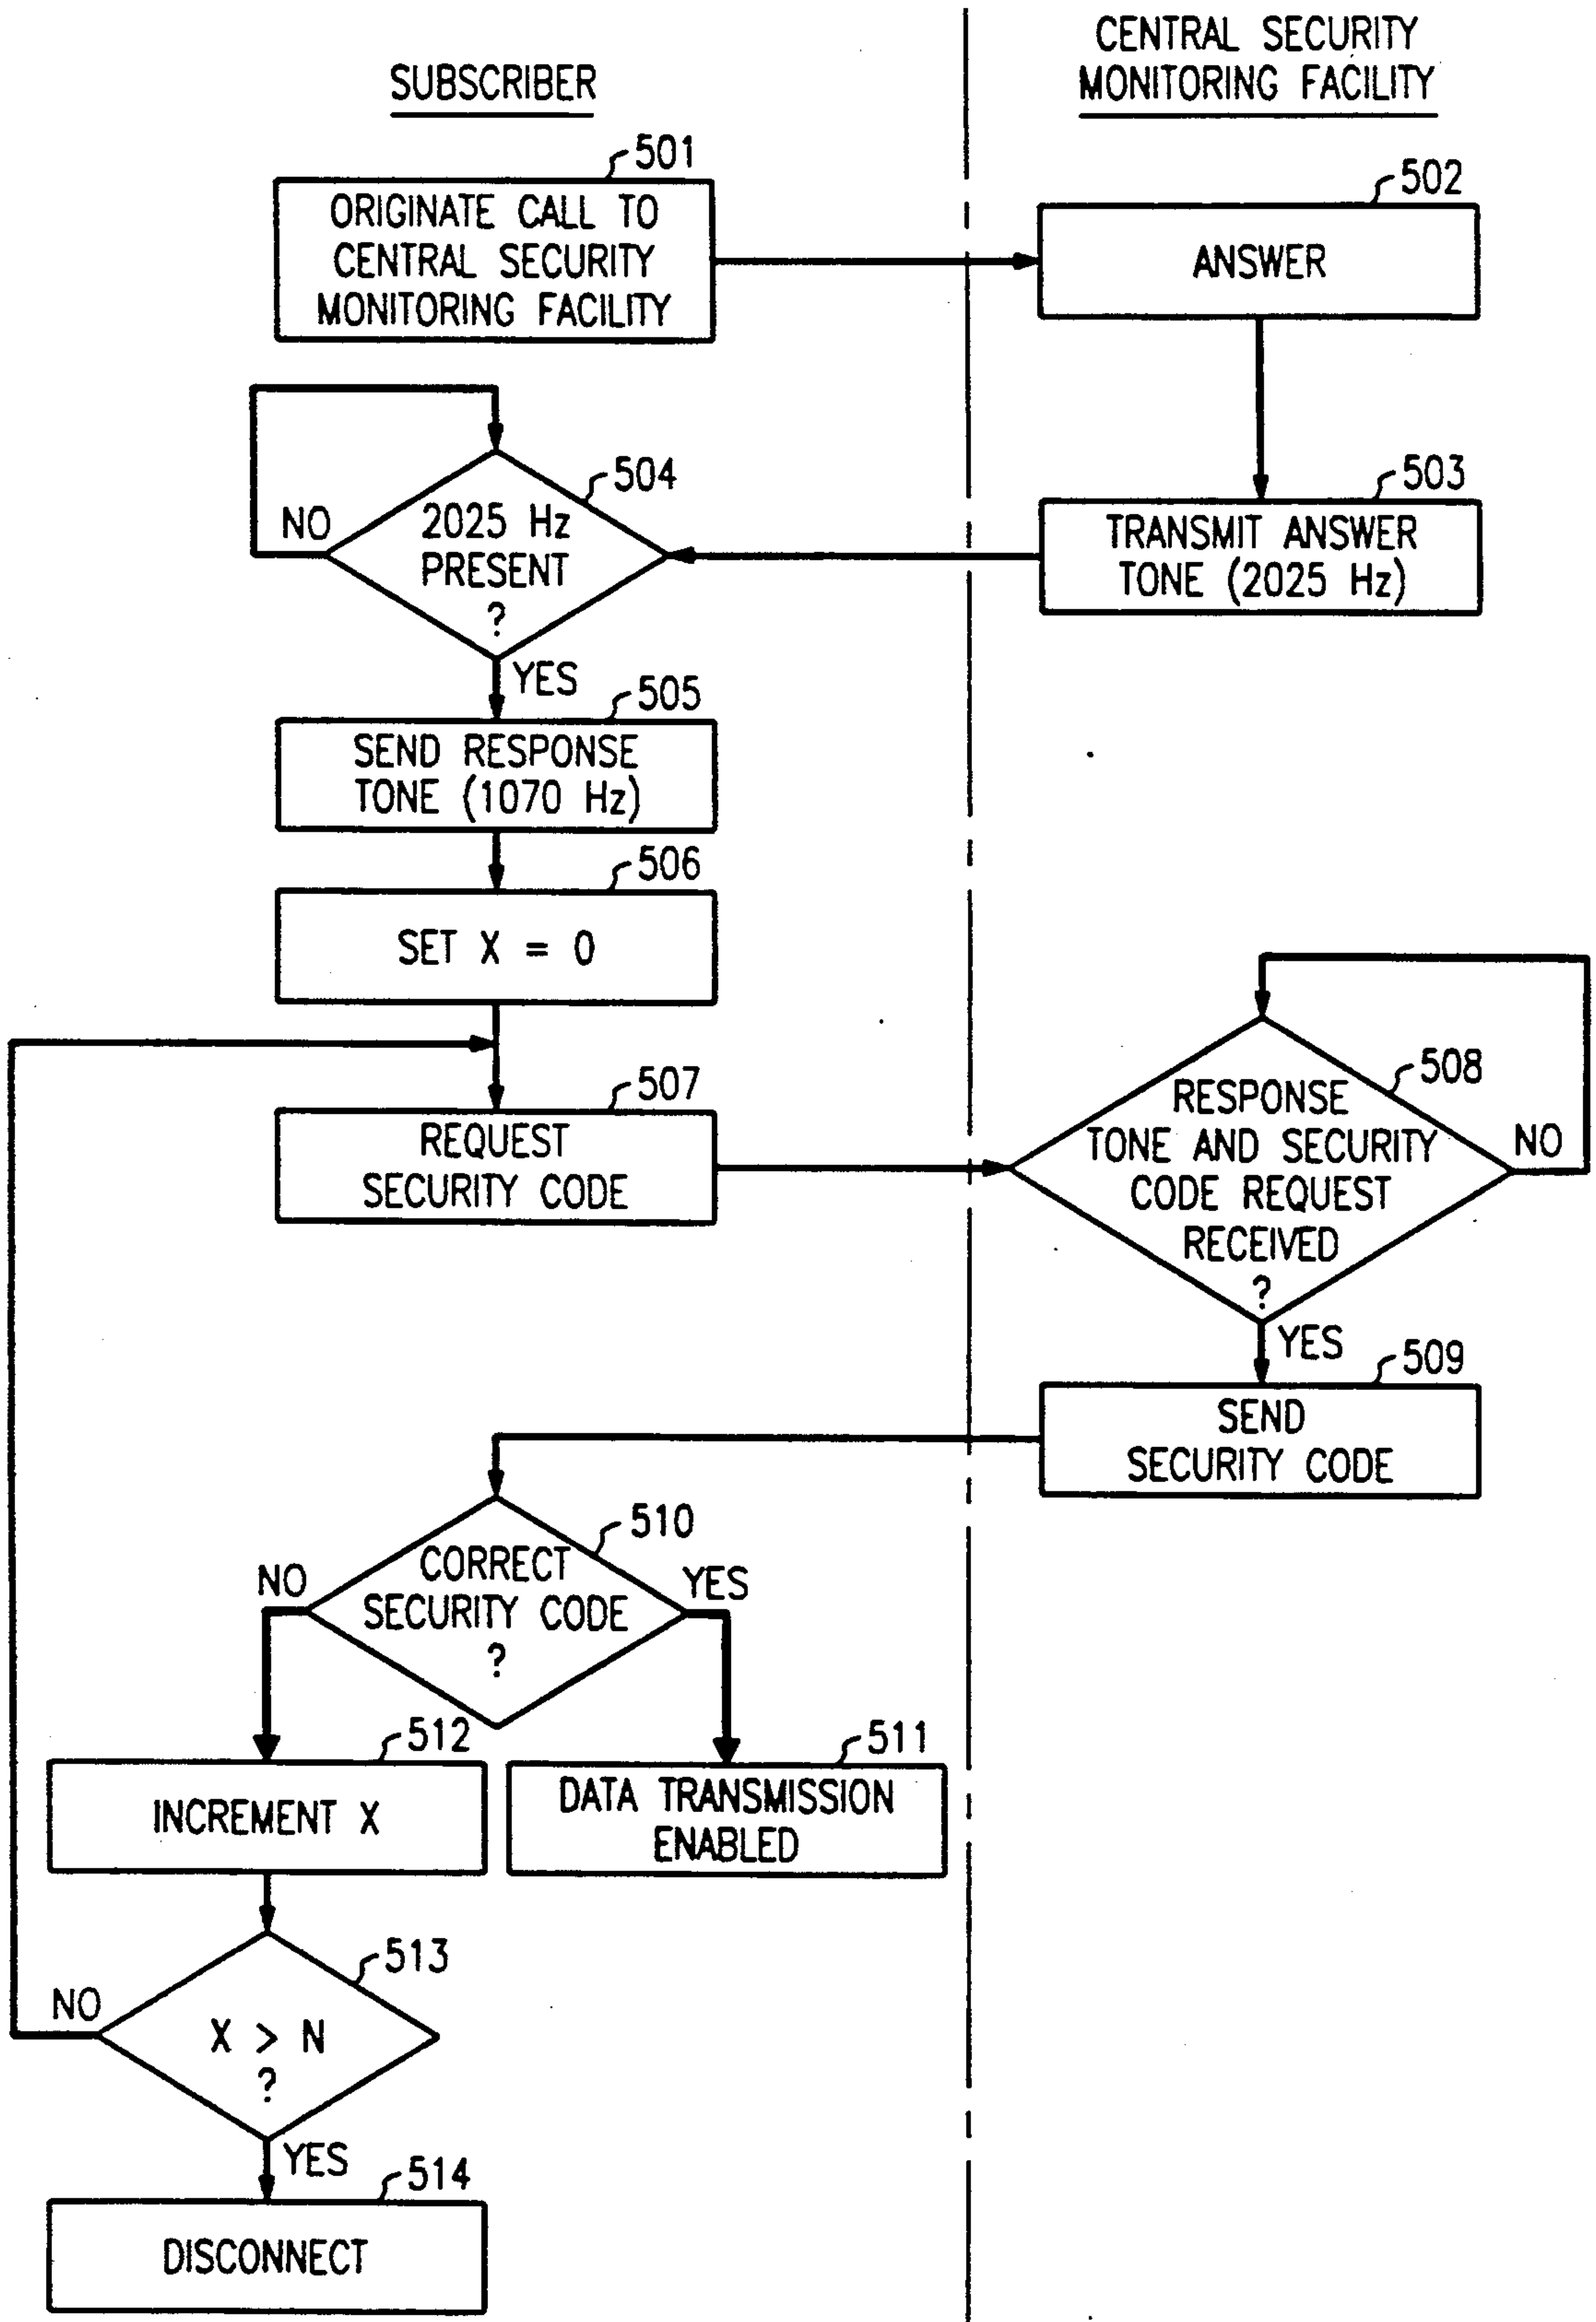 SUBSCRIBER
CENTRAL SECURITY
MONITORING FACILITY
501
ORIGINATE CALL TO
CENTRAL SECURITY
MONITORING FACILITY
502
ANSWER
503
TRANSMIT ANSWER
TONE (2025 Hz)
504
2025 Hz
PRESENT
?
NO
YES
505
SEND RESPONSE
TONE (1070 Hz)
506
SET X = 0
507
REQUEST
SECURITY CODE
508
RESPONSE
TONE AND SECURITY
CODE REQUEST
RECEIVED
?
NO
YES
509
SEND
SECURITY CODE
510
CORRECT
SECURITY CODE
?
NO
YES
512
INCREMENT X
511
DATA TRANSMISSION
ENABLED
513
X > N
?
NO
YES
514
DISCONNECT